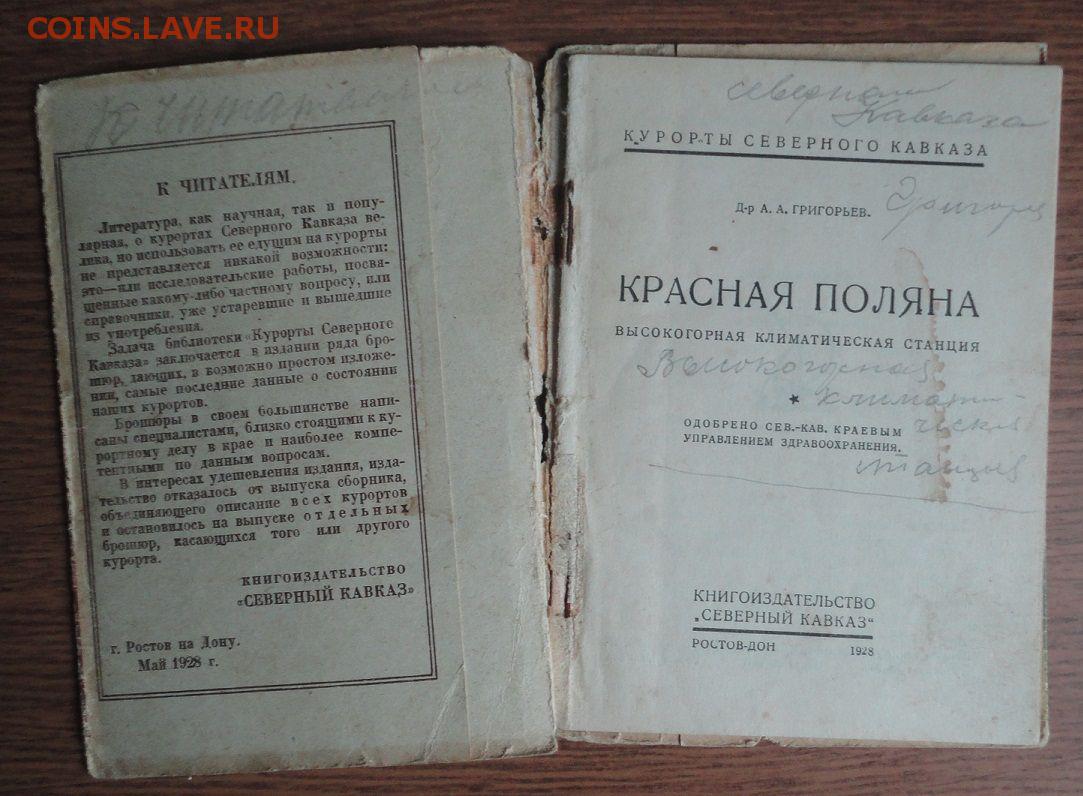 COINS.LAVE.RU
К читателям
К ЧИТАТЕЛЯМ.
Литература, как научная, так и попу-
лярная, о курортах Северного Кавказа ве-
лика, но использовать ее едущим на курорты
не представляется никакой возможности:
это—или исследовательские работы, посвя-
щенные какому-либо частному вопросу, или
справочники, уже устаревшие и вышедшие
из употребления.
Задача библиотеки „Курорты Северного
Кавказа» заключается в издании ряда бро-
шюр, дающих, в возможно простом изложе-
нии, самые последние данные о состоянии
наших курортов.
Брошюры в своем большинстве напи-
саны специалистами, близко стоящими к ку-
рортному делу в крае и наиболее компе-
тентными по данным вопросам.
В интересах удешевления издания, изда-
тельство отказалось от выпуска сборника,
объединяющего описание всех курортов
и остановилось на выпуске отдельных
брошюр, касающихся того или другого
курорта.
КНИГОИЗДАТЕЛЬСТВО
«СЕВЕРНЫЙ КАВКАЗ»
г. Ростов на Дону.
Май 1928 г.
Северного
Кавказа
КУРОРТЫ СЕВЕРНОГО КАВКАЗА
Д-р А. А. ГРИГОРЬЕВ.
КРАСНАЯ ПОЛЯНА
ВЫСОКОГОРНАЯ КЛИМАТИЧЕСКАЯ СТАНЦИЯ
Высокогорная
климати-
ческая
станция
ОДОБРЕНО СЕВ.-КАВ. КРАЕВЫМ
УПРАВЛЕНИЕМ ЗДРАВООХРАНЕНИЯ.
КНИГОИЗДАТЕЛЬСТВО
„СЕВЕРНЫЙ КАВКАЗ“
РОСТОВ-ДОН 1928